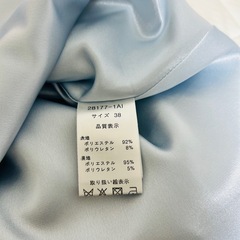 28177-1A)
サイズ 38
品質表示
表地
ポリエステル 92%
ポリウレタン 8%
裏地
ポリエステル 95%
ポリウレタン 5%
取り扱い絵表示